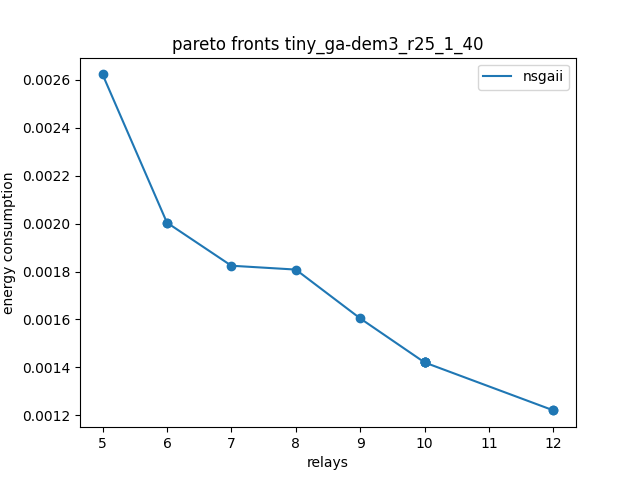 pareto fronts tiny_ga-dem3_r25_1_40
nsgaii
energy consumption
0.0026
0.0024
0.0022
0.0020
0.0018
0.0016
0.0014
0.0012
5 6 7 8 9 10 11 12
relays